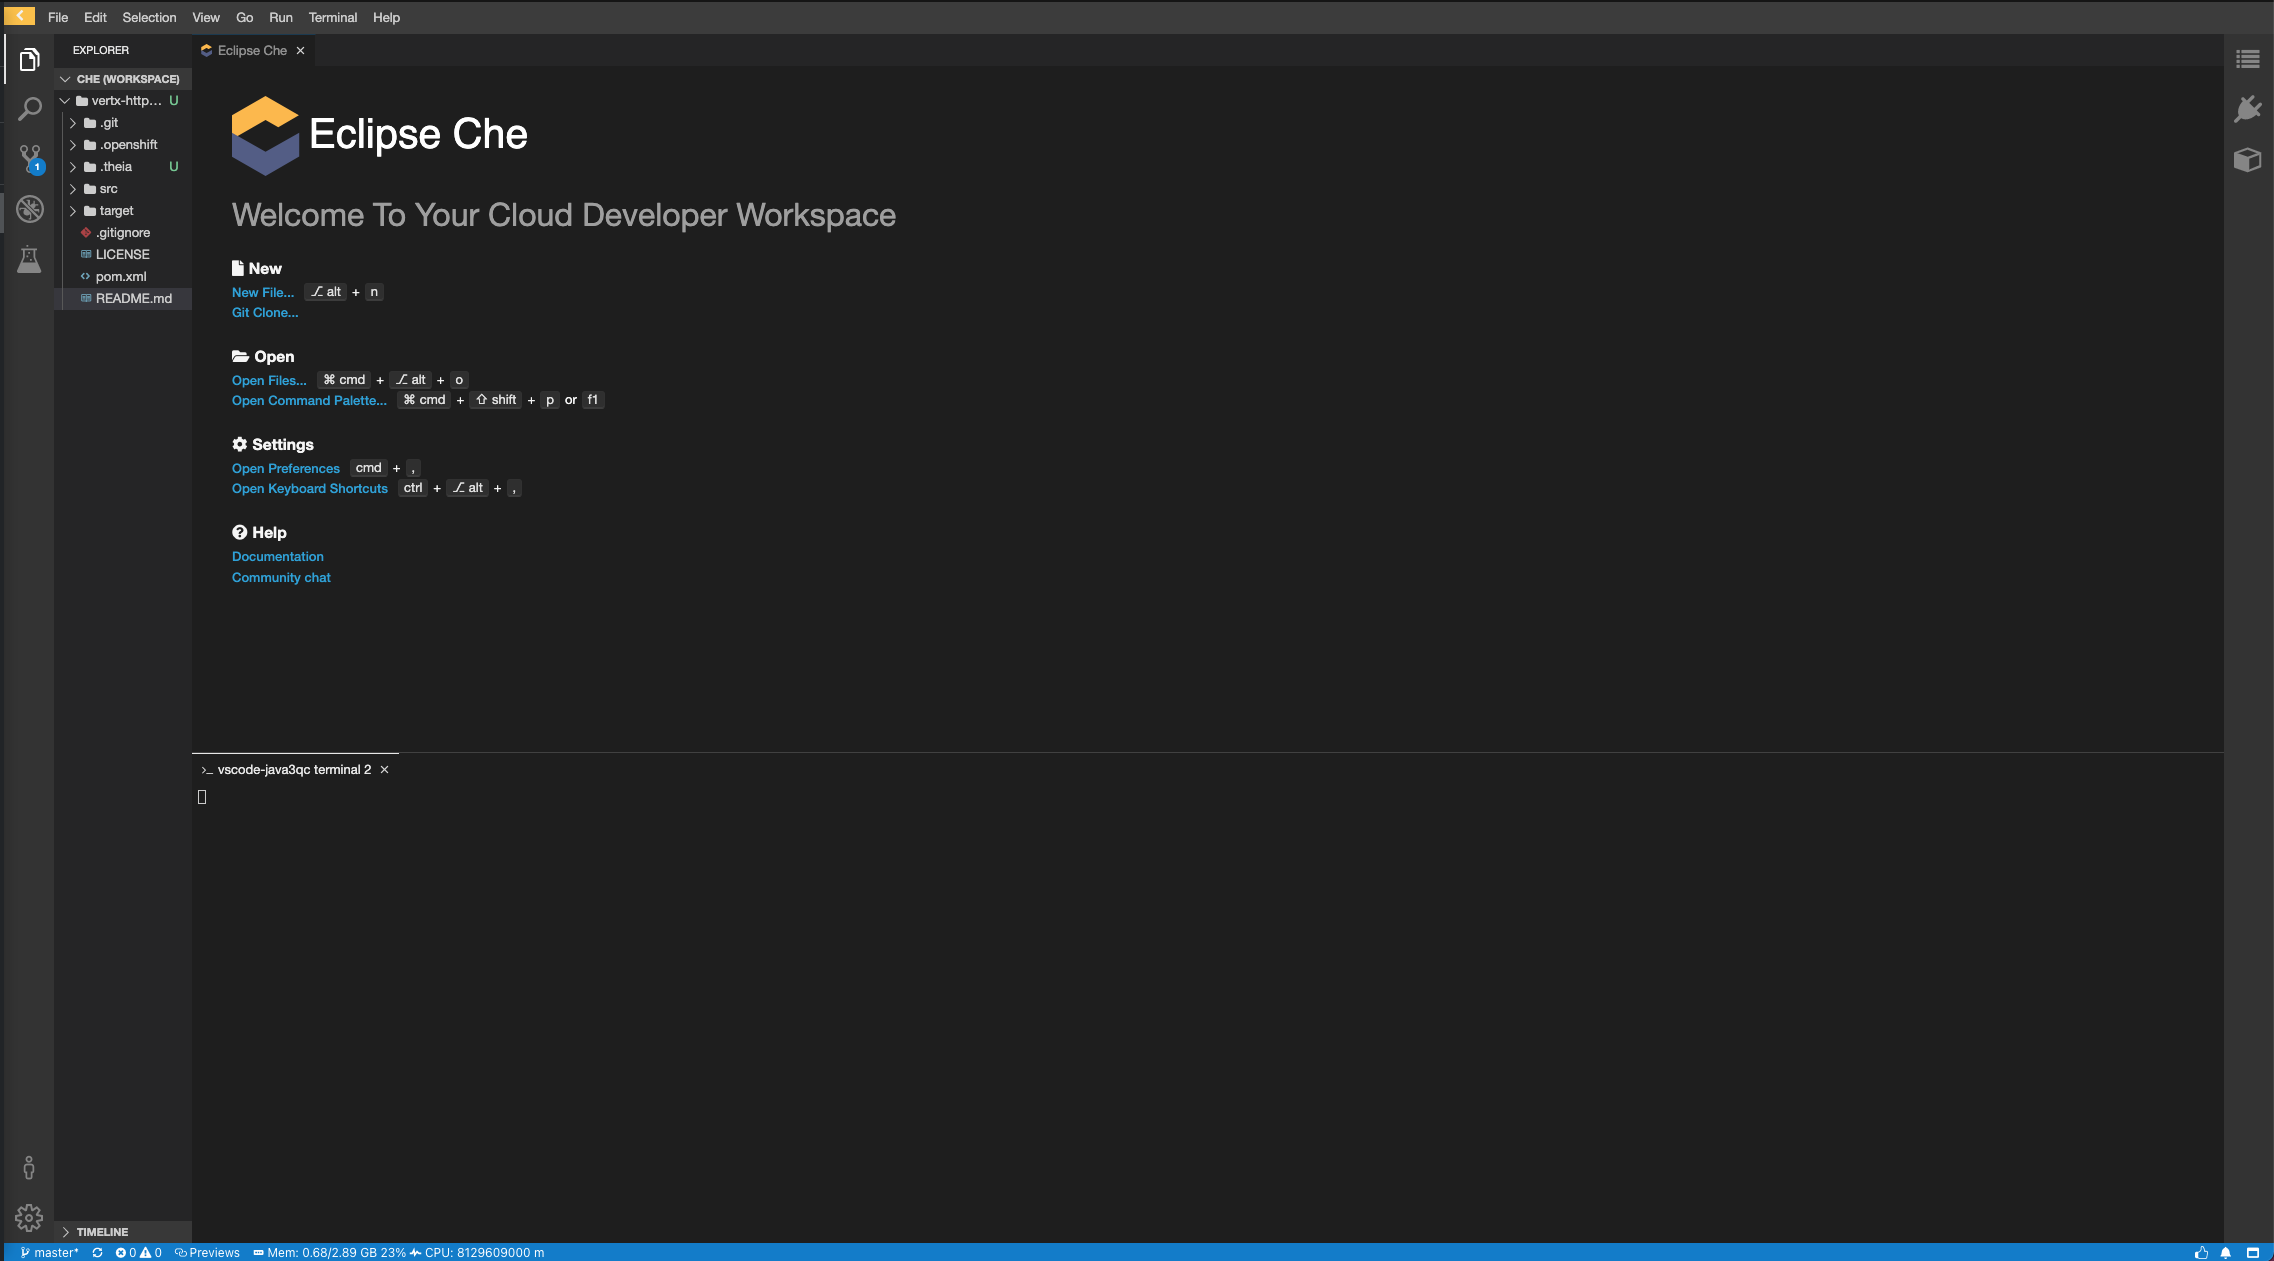 File Edit Selection View Go Run Terminal Help
EXPLORER
Eclipse Che ×
CHE (WORKSPACE)
vertx-http... U
.git
.openshift
.theia U
src
target
.gitignore
LICENSE
pom.xml
README.md
1
Eclipse Che
Welcome To Your Cloud Developer Workspace
New
New File... ⌥ alt + n
Git Clone...
Open
Open Files... ⌘ cmd + ⌥ alt + o
Open Command Palette... ⌘ cmd + ⇧ shift + p or f1
Settings
Open Preferences cmd + ,
Open Keyboard Shortcuts ctrl + ⌥ alt + ,
Help
Documentation
Community chat
>_ vscode-java3qc terminal 2 ×
TIMELINE
master* 0 0 Previews Mem: 0.68/2.89 GB 23% CPU: 8129609000 m